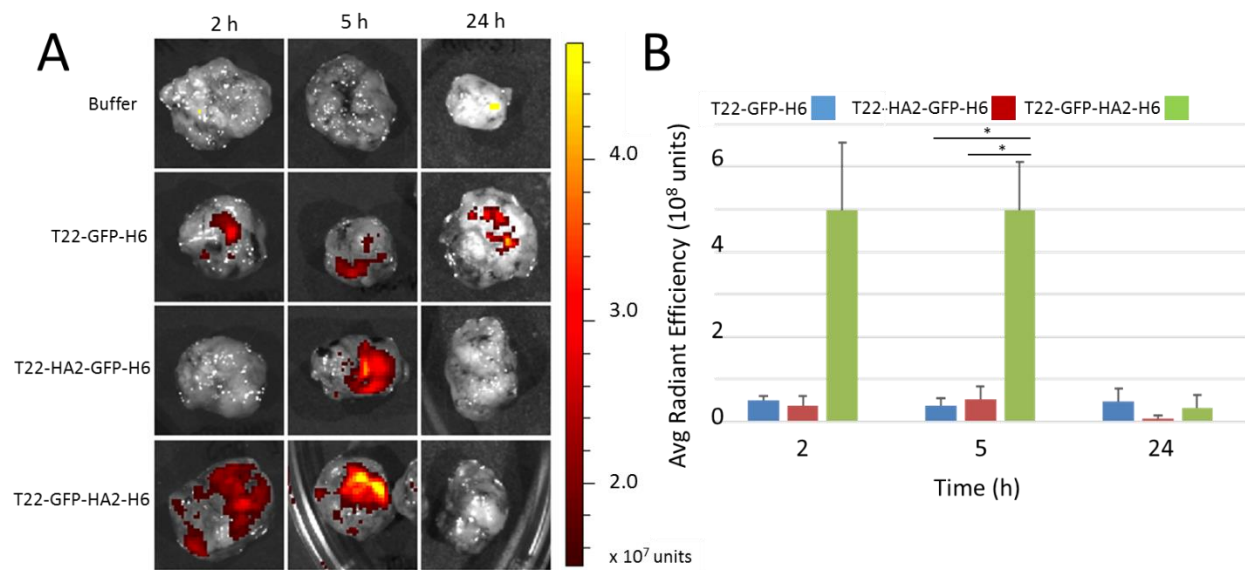 A
2 h
5 h
24 h
Buffer
T22-GFP-H6
T22-HA2-GFP-H6
T22-GFP-HA2-H6
4.0
3.0
2.0
x 10⁷ units
B
T22-GFP-H6
T22-HA2-GFP-H6
T22-GFP-HA2-H6
* 
*
Avg Radiant Efficiency (10⁸ units)
6
4
2
0
2
5
24
Time (h)